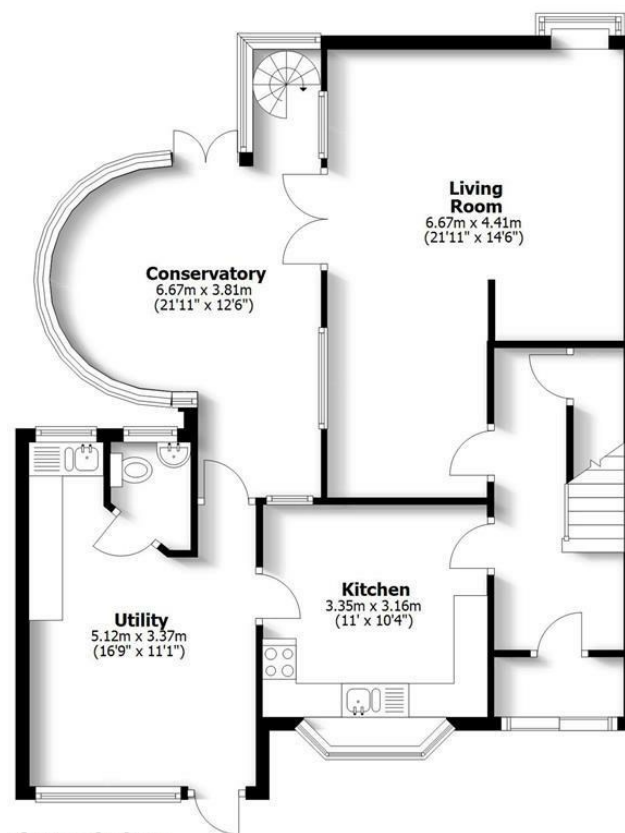 Living
Room
6.67m x 4.41m
(21'11" x 14'6")
Conservatory
6.67m x 3.81m
(21'11" x 12'6")
Kitchen
3.35m x 3.16m
(11' x 10'4")
Utility
5.12m x 3.37m
(16'9" x 11'1")